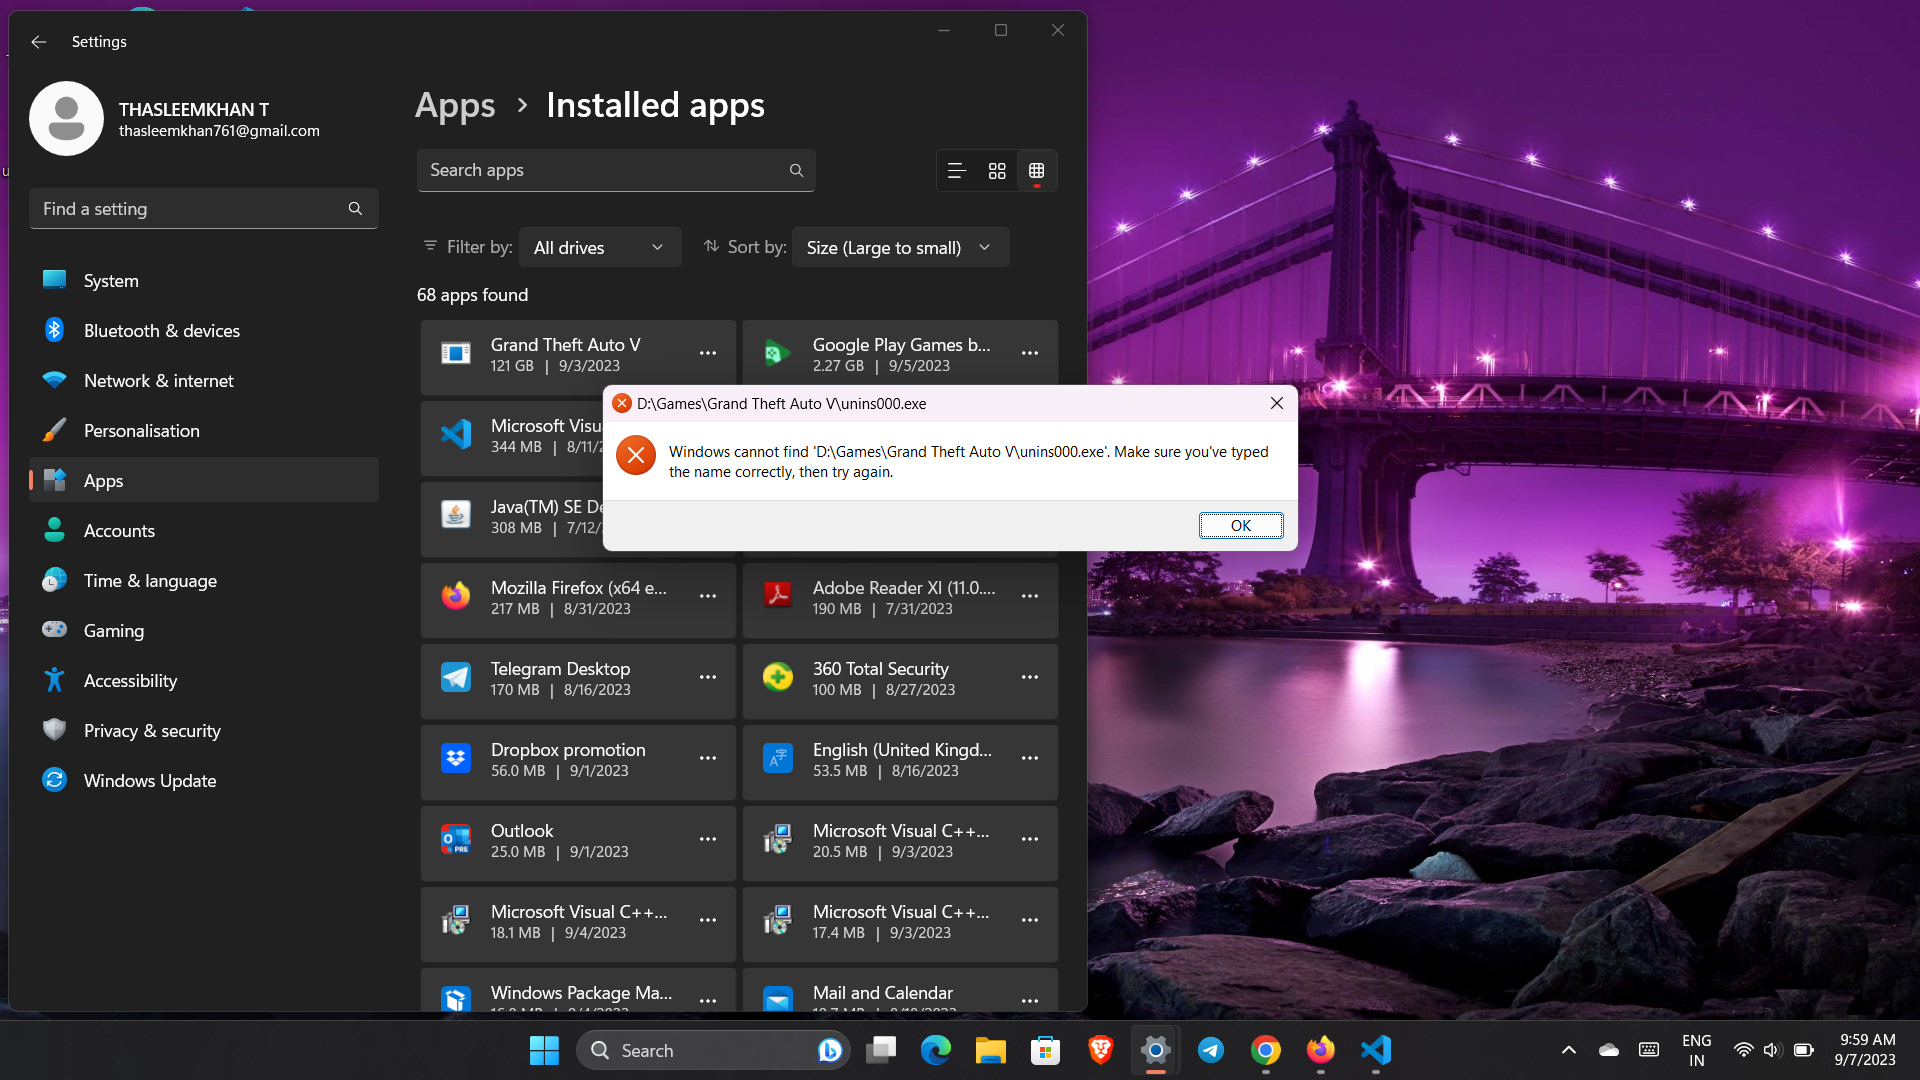 Settings
THASLEEMKHAN T
thasleemkhan761@gmail.com
Find a setting
System
Bluetooth & devices
Network & internet
Personalisation
Apps
Accounts
Time & language
Gaming
Accessibility
Privacy & security
Windows Update
Apps > Installed apps
Search apps
Filter by: All drives
Sort by: Size (Large to small)
68 apps found
Grand Theft Auto V
121 GB | 9/3/2023
Google Play Games b...
2.27 GB | 9/5/2023
Microsoft Visu
344 MB | 8/11/2
Java(TM) SE De
308 MB | 7/12/
D:\Games\Grand Theft Auto V\unins000.exe
Windows cannot find 'D:\Games\Grand Theft Auto V\unins000.exe'. Make sure you've typed
the name correctly, then try again.
OK
Mozilla Firefox (x64 e...
217 MB | 8/31/2023
Adobe Reader XI (11.0....
190 MB | 7/31/2023
Telegram Desktop
170 MB | 8/16/2023
360 Total Security
100 MB | 8/27/2023
Dropbox promotion
56.0 MB | 9/1/2023
English (United Kingd...
53.5 MB | 8/16/2023
Outlook
25.0 MB | 9/1/2023
Microsoft Visual C++...
20.5 MB | 9/3/2023
Microsoft Visual C++...
18.1 MB | 9/4/2023
Microsoft Visual C++...
17.4 MB | 9/3/2023
Windows Package Ma...
Mail and Calendar
Search
ENG
IN
9:59 AM
9/7/2023